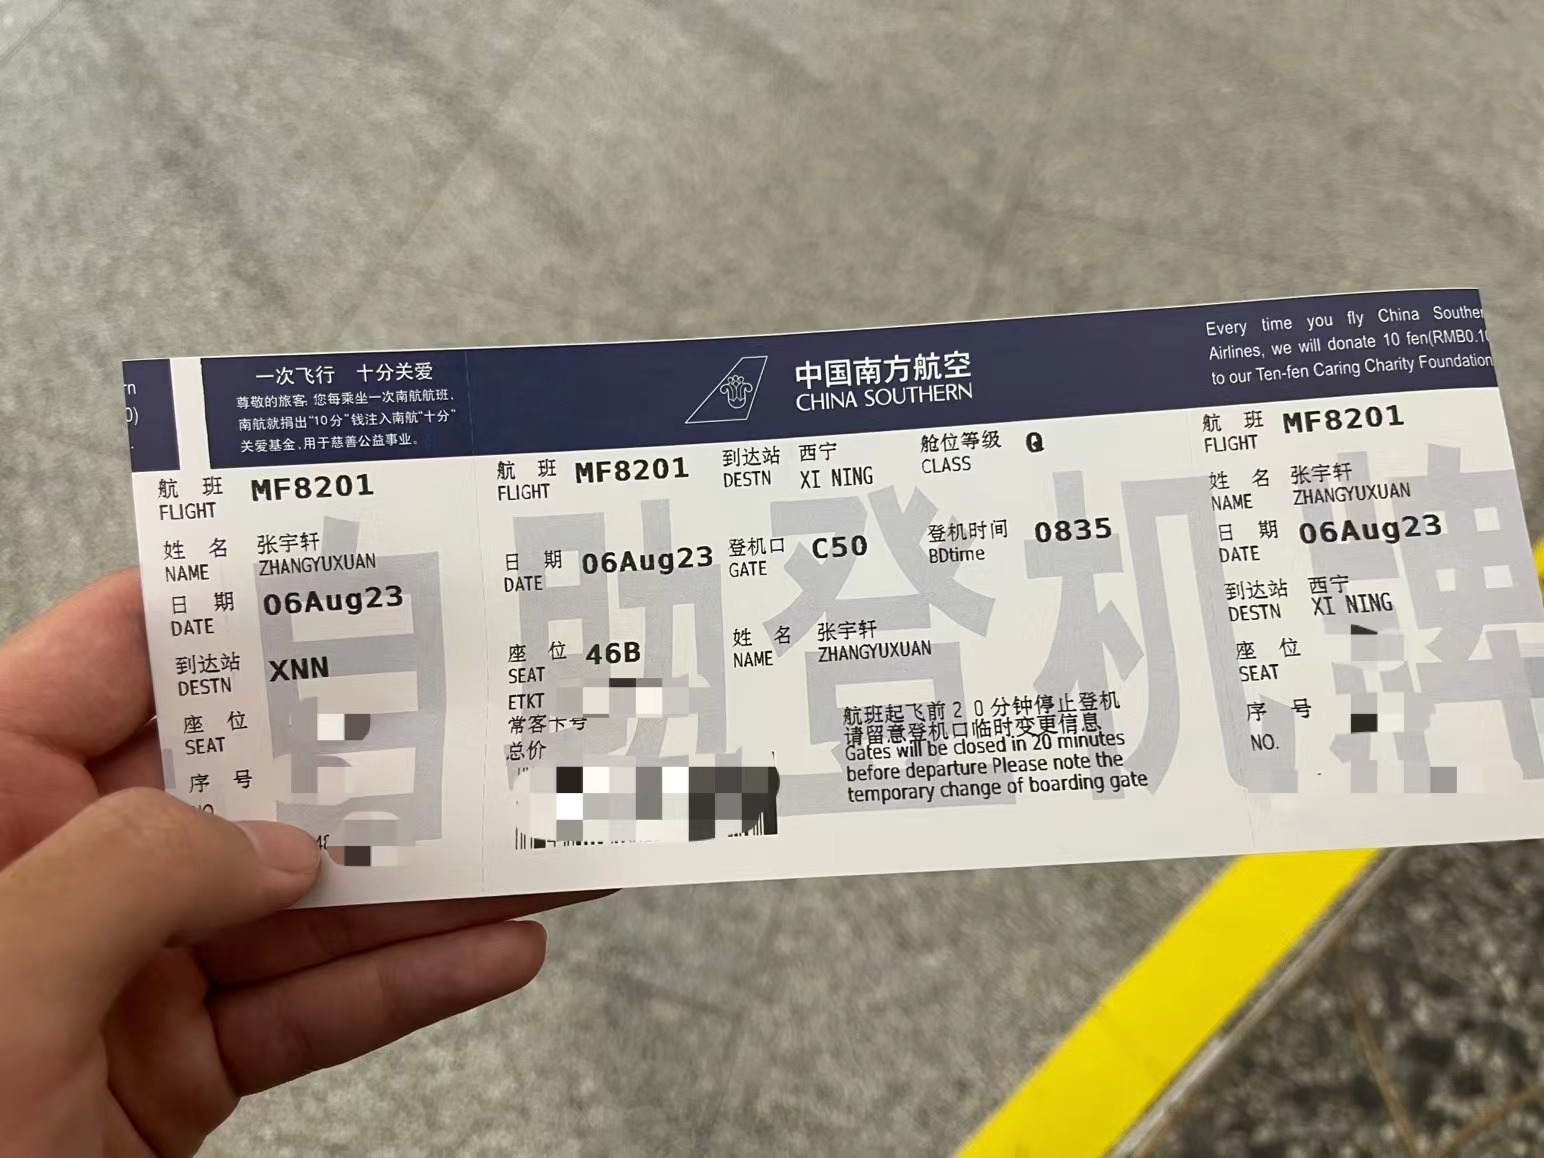 rn
0)
.
一次飞行 十分关爱
尊敬的旅客:您每乘坐一次南航航班,
南航就捐出"10分"钱注入南航"十分"
关爱基金,用于慈善公益事业。
中国南方航空
CHINA SOUTHERN
Every time you fly China Souther
Airlines, we will donate 10 fen(RMB0.10
to our Ten-fen Caring Charity Foundation
航 班 MF8201
FLIGHT
姓 名 张宇轩
NAME ZHANGYUXUAN
日 期 06Aug23
DATE
到达站 XNN
DESTN
座 位
SEAT
序 号
NO
自助登机牌
航 班 MF8201
FLIGHT
到达站 西宁
DESTN XI NING
舱位等级 Q
CLASS
日 期 06Aug23
DATE
登机口 C50
GATE
登机时间 0835
BDtime
座 位 46B
SEAT
姓 名 张宇轩
NAME ZHANGYUXUAN
ETKT
常客卡号
总价
航班起飞前20分钟停止登机
请留意登机口临时变更信息
Gates will be closed in 20 minutes
before departure Please note the
temporary change of boarding gate
航 班 MF8201
FLIGHT
姓 名 张宇轩
NAME ZHANGYUXUAN
日 期 06Aug23
DATE
到达站 西宁
DESTN XI NING
座 位
SEAT
序 号
NO.